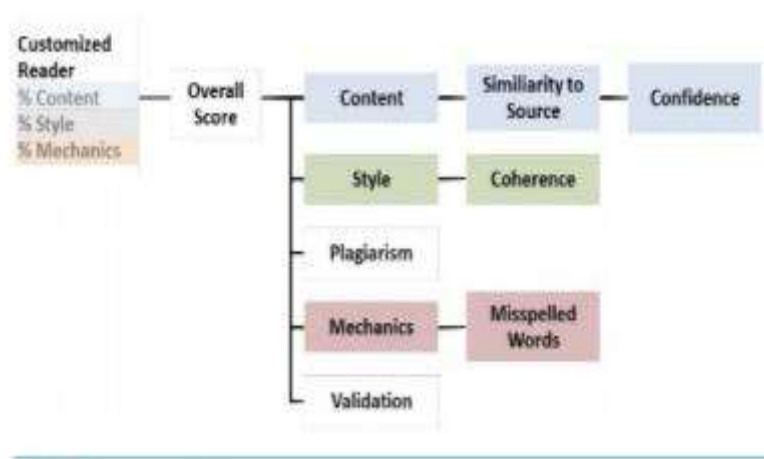 Customized
Reader
% Content
% Style
% Mechanics
Overall
Score
Content
Similiarity to
Source
Confidence
Style
Coherence
Plagiarism
Mechanics
Misspelled
Words
Validation